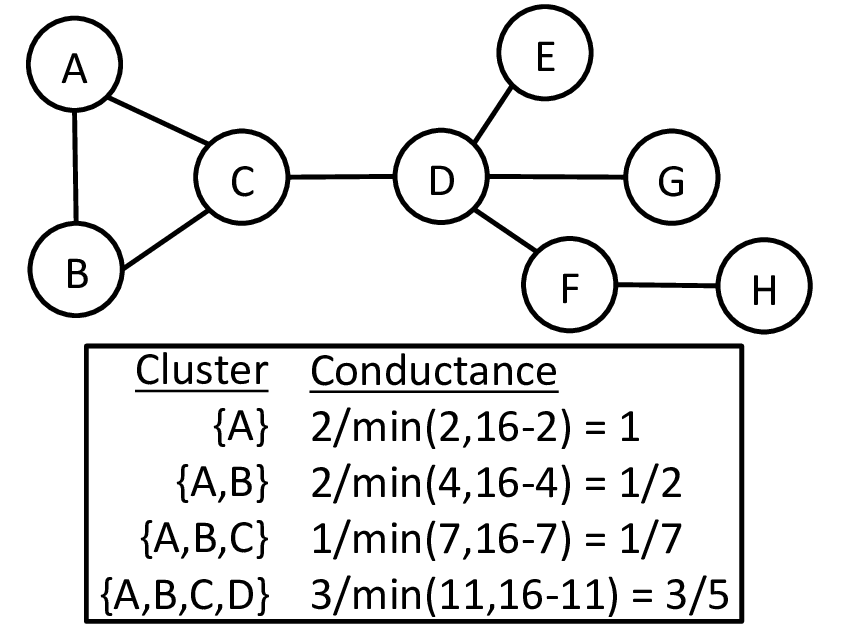 E
A
C
D
G
B
F
H
Cluster Conductance
{A} 2/min(2,16-2) = 1
{A,B} 2/min(4,16-4) = 1/2
{A,B,C} 1/min(7,16-7) = 1/7
{A,B,C,D} 3/min(11,16-11) = 3/5